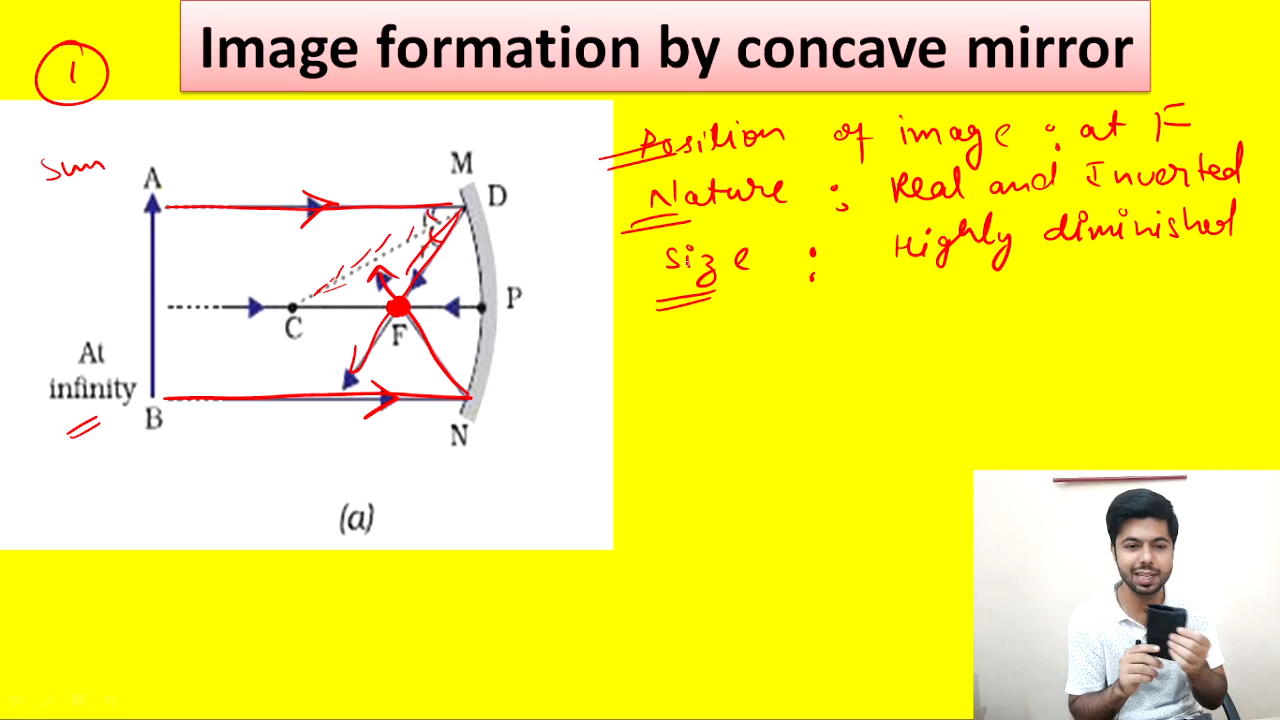 Image formation by concave mirror
1
Sun
Position of image : at F
Nature : Real and Inverted
Size : Highly diminished
A
M
D
C
F
P
At
infinity
B
N
(a)